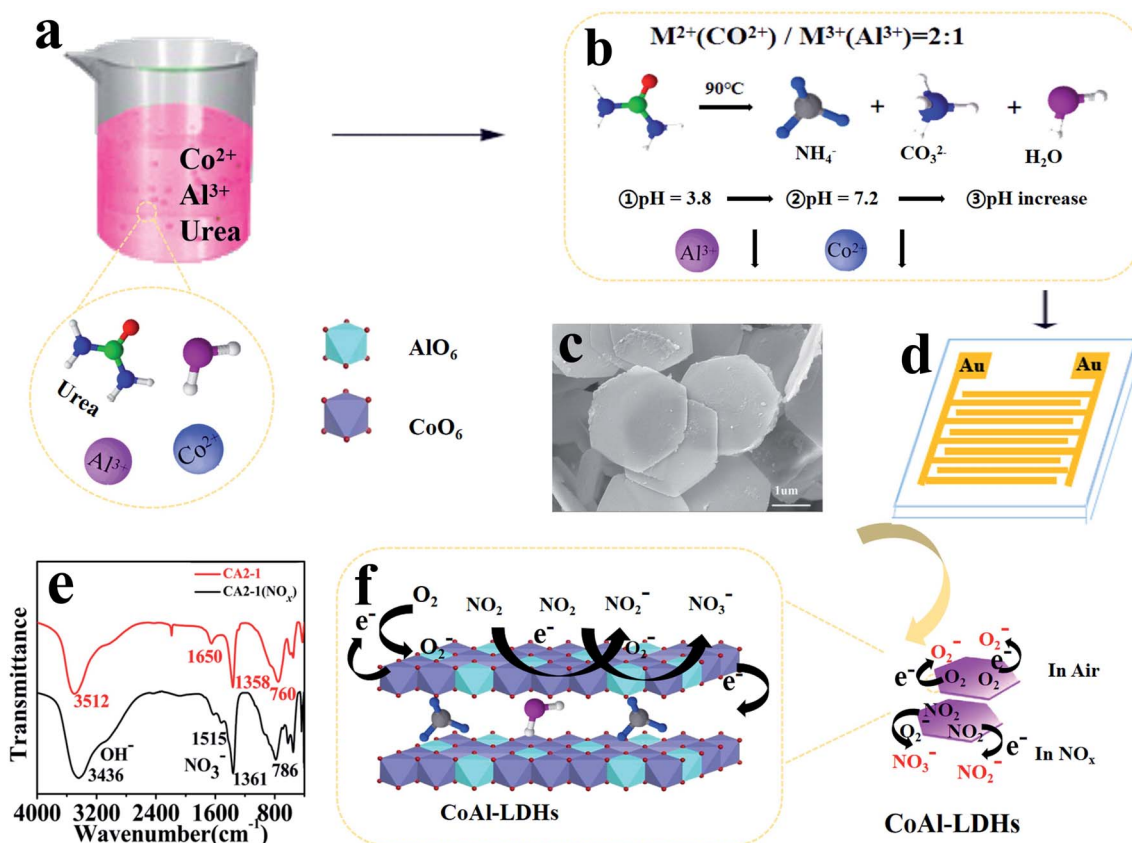 a
Co²⁺
Al³⁺
Urea
Urea
Al³⁺
Co²⁺
AlO₆
CoO₆
b
M²⁺(CO²⁺) / M³⁺(Al³⁺)=2:1
90°C
+
+
NH₄⁻
CO₃²⁻
H₂O
①pH = 3.8
②pH = 7.2
③pH increase
Al³⁺
Co²⁺
c
1um
d
Au
Au
e
CA2-1
CA2-1(NOₓ)
Transmittance
3512
1650
1358
760
OH⁻
3436
1515
NO₃⁻
1361
786
4000 3200 2400 1600 800
Wavenumber(cm⁻¹)
f
O₂
NO₂
NO₂
NO₂⁻
NO₃⁻
e⁻
O₂⁻
e⁻
O₂⁻
e⁻
CoAl-LDHs
O₂⁻
O₂⁻
e⁻
e⁻
O₂
O₂
In Air
NO₂
O₂⁻
NO₂
e⁻
In NOₓ
NO₃⁻
NO₂⁻
CoAl-LDHs